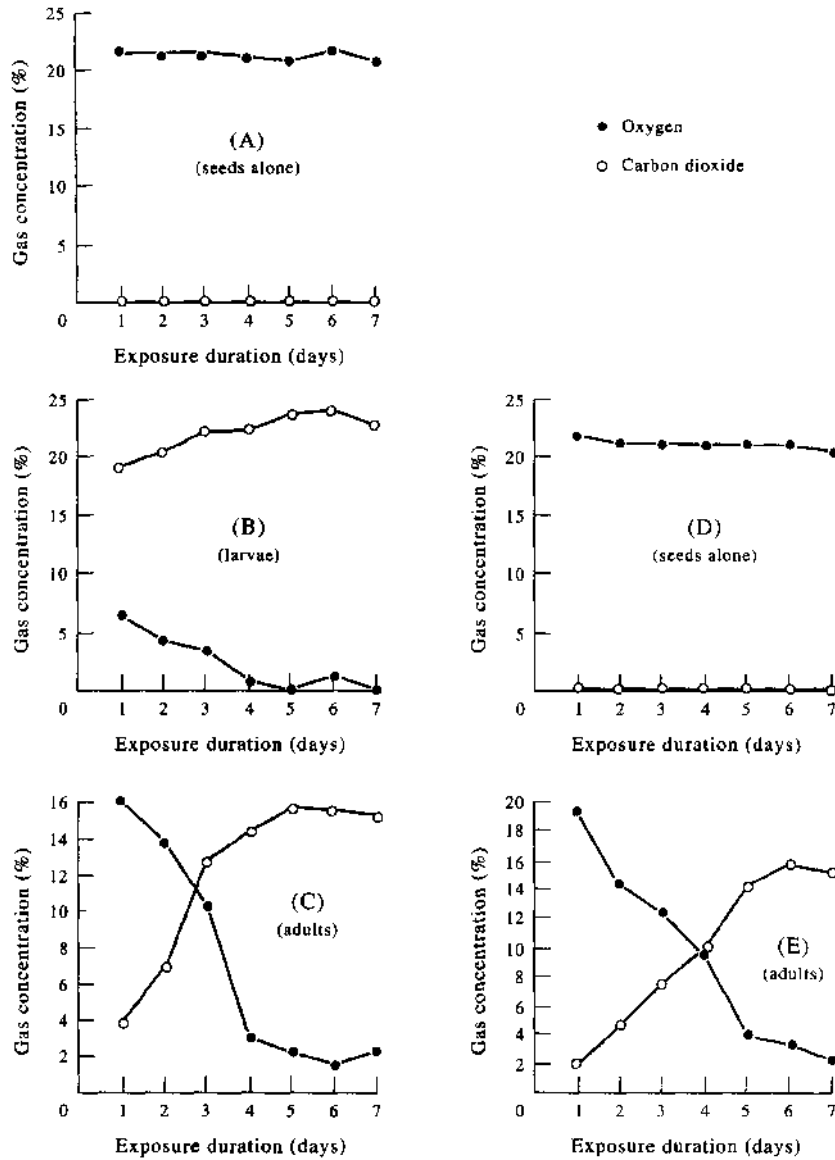 25
20
15
10
5
0
Gas concentration (%)
(A)
(seeds alone)
1 2 3 4 5 6 7
Exposure duration (days)
Oxygen
Carbon dioxide
25
20
15
10
5
0
Gas concentration (%)
(B)
(larvae)
1 2 3 4 5 6 7
Exposure duration (days)
25
20
15
10
5
0
Gas concentration (%)
(D)
(seeds alone)
1 2 3 4 5 6 7
Exposure duration (days)
16
14
12
10
8
6
4
2
0
Gas concentration (%)
(C)
(adults)
1 2 3 4 5 6 7
Exposure duration (days)
20
16
14
12
10
8
6
4
2
0
Gas concentration (%)
(E)
(adults)
1 2 3 4 5 6 7
Exposure duration (days)